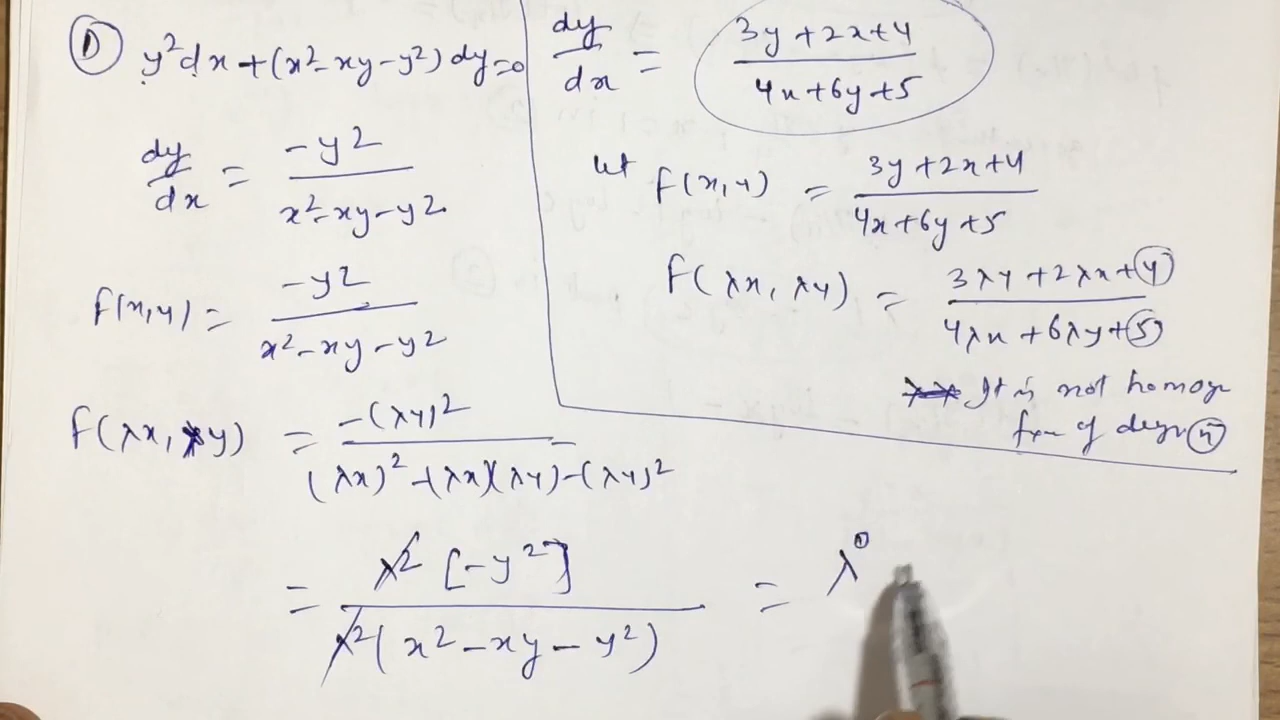 ① y²dx+(x²-xy-y²)dy=0
dy/dx = -y²/(x²-xy-y²)
f(x,y) = -y²/(x²-xy-y²)
f(λx, λy) = -(λy)²/((λx)²-(λx)(λy)-(λy)²)
= λ²[-y²]/(λ²(x²-xy-y²)) = λ⁰
dy/dx = (3y+2x+4)/(4x+6y+5)
let f(x,y) = (3y+2x+4)/(4x+6y+5)
F(λx, λy) = (3λy+2λx+④)/(4λx+6λy+⑤)
It is not homoge
of